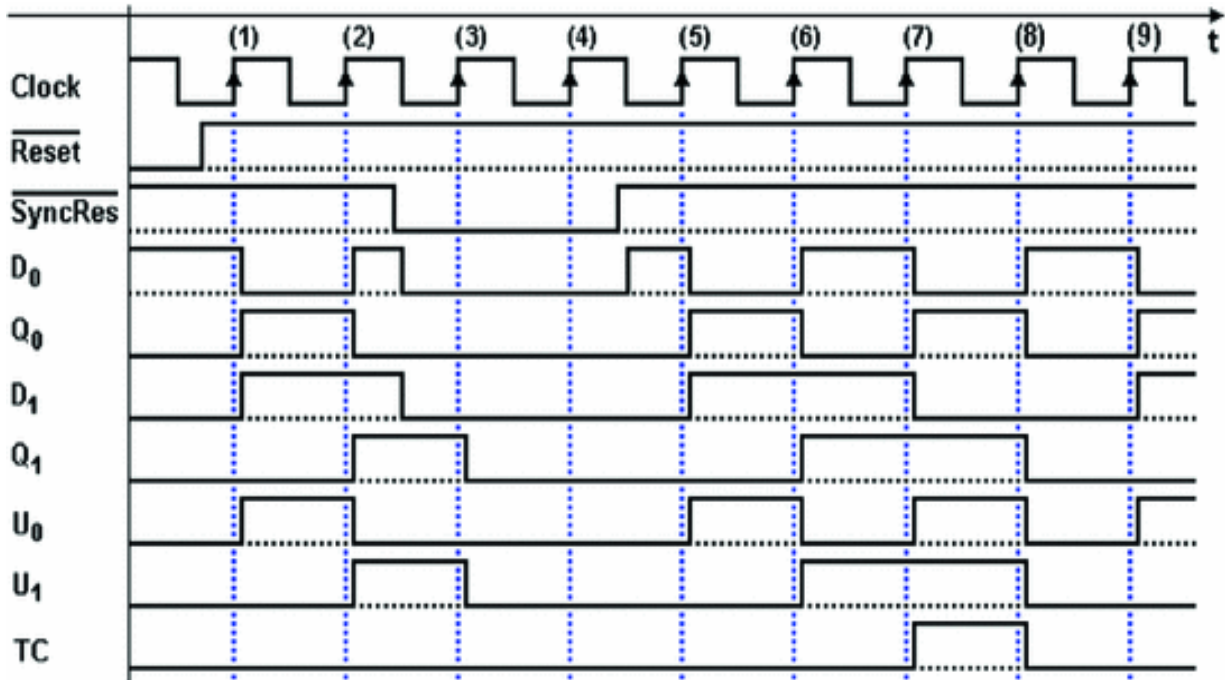 (1) (2) (3) (4) (5) (6) (7) (8) (9)
t
Clock
Reset
SyncRes
D0
Q0
D1
Q1
U0
U1
TC